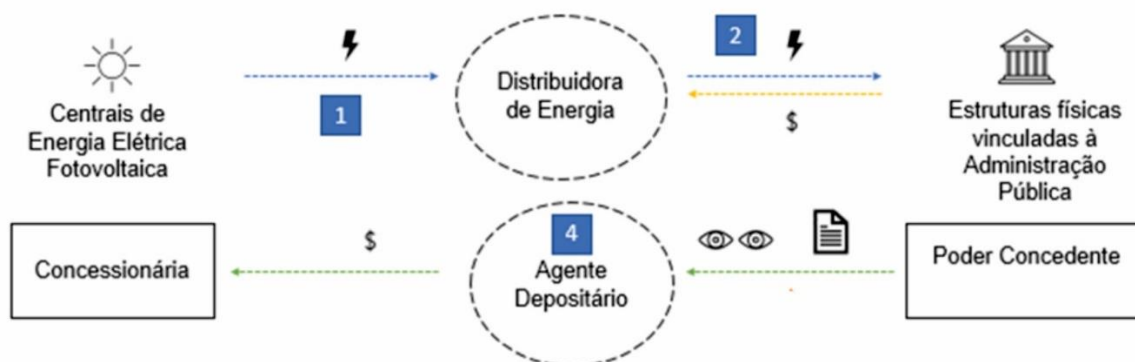 2
1
$
Centrais de
Energia Elétrica
Fotovoltaica
Distribuidora
de Energia
Estruturas físicas
vinculadas à
Administração
Pública
Concessionária
$
4
Agente
Depositário
Poder Concedente